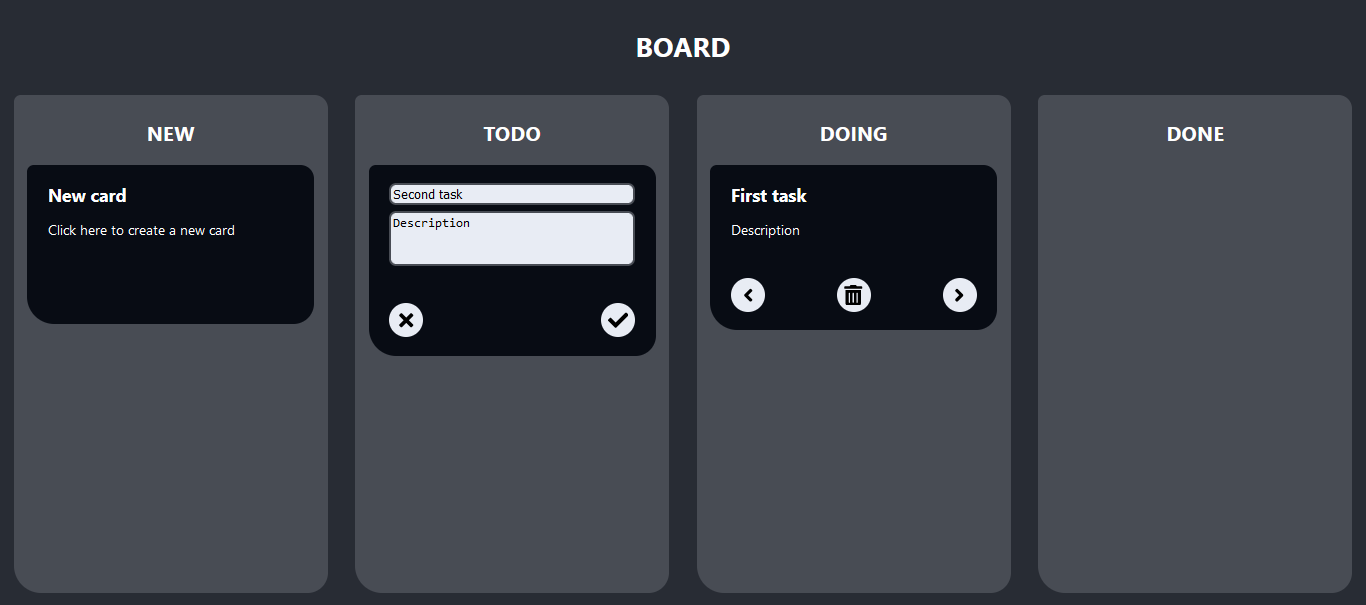 BOARD
NEW
New card
Click here to create a new card
TODO
Second task
Description
DOING
First task
Description
DONE